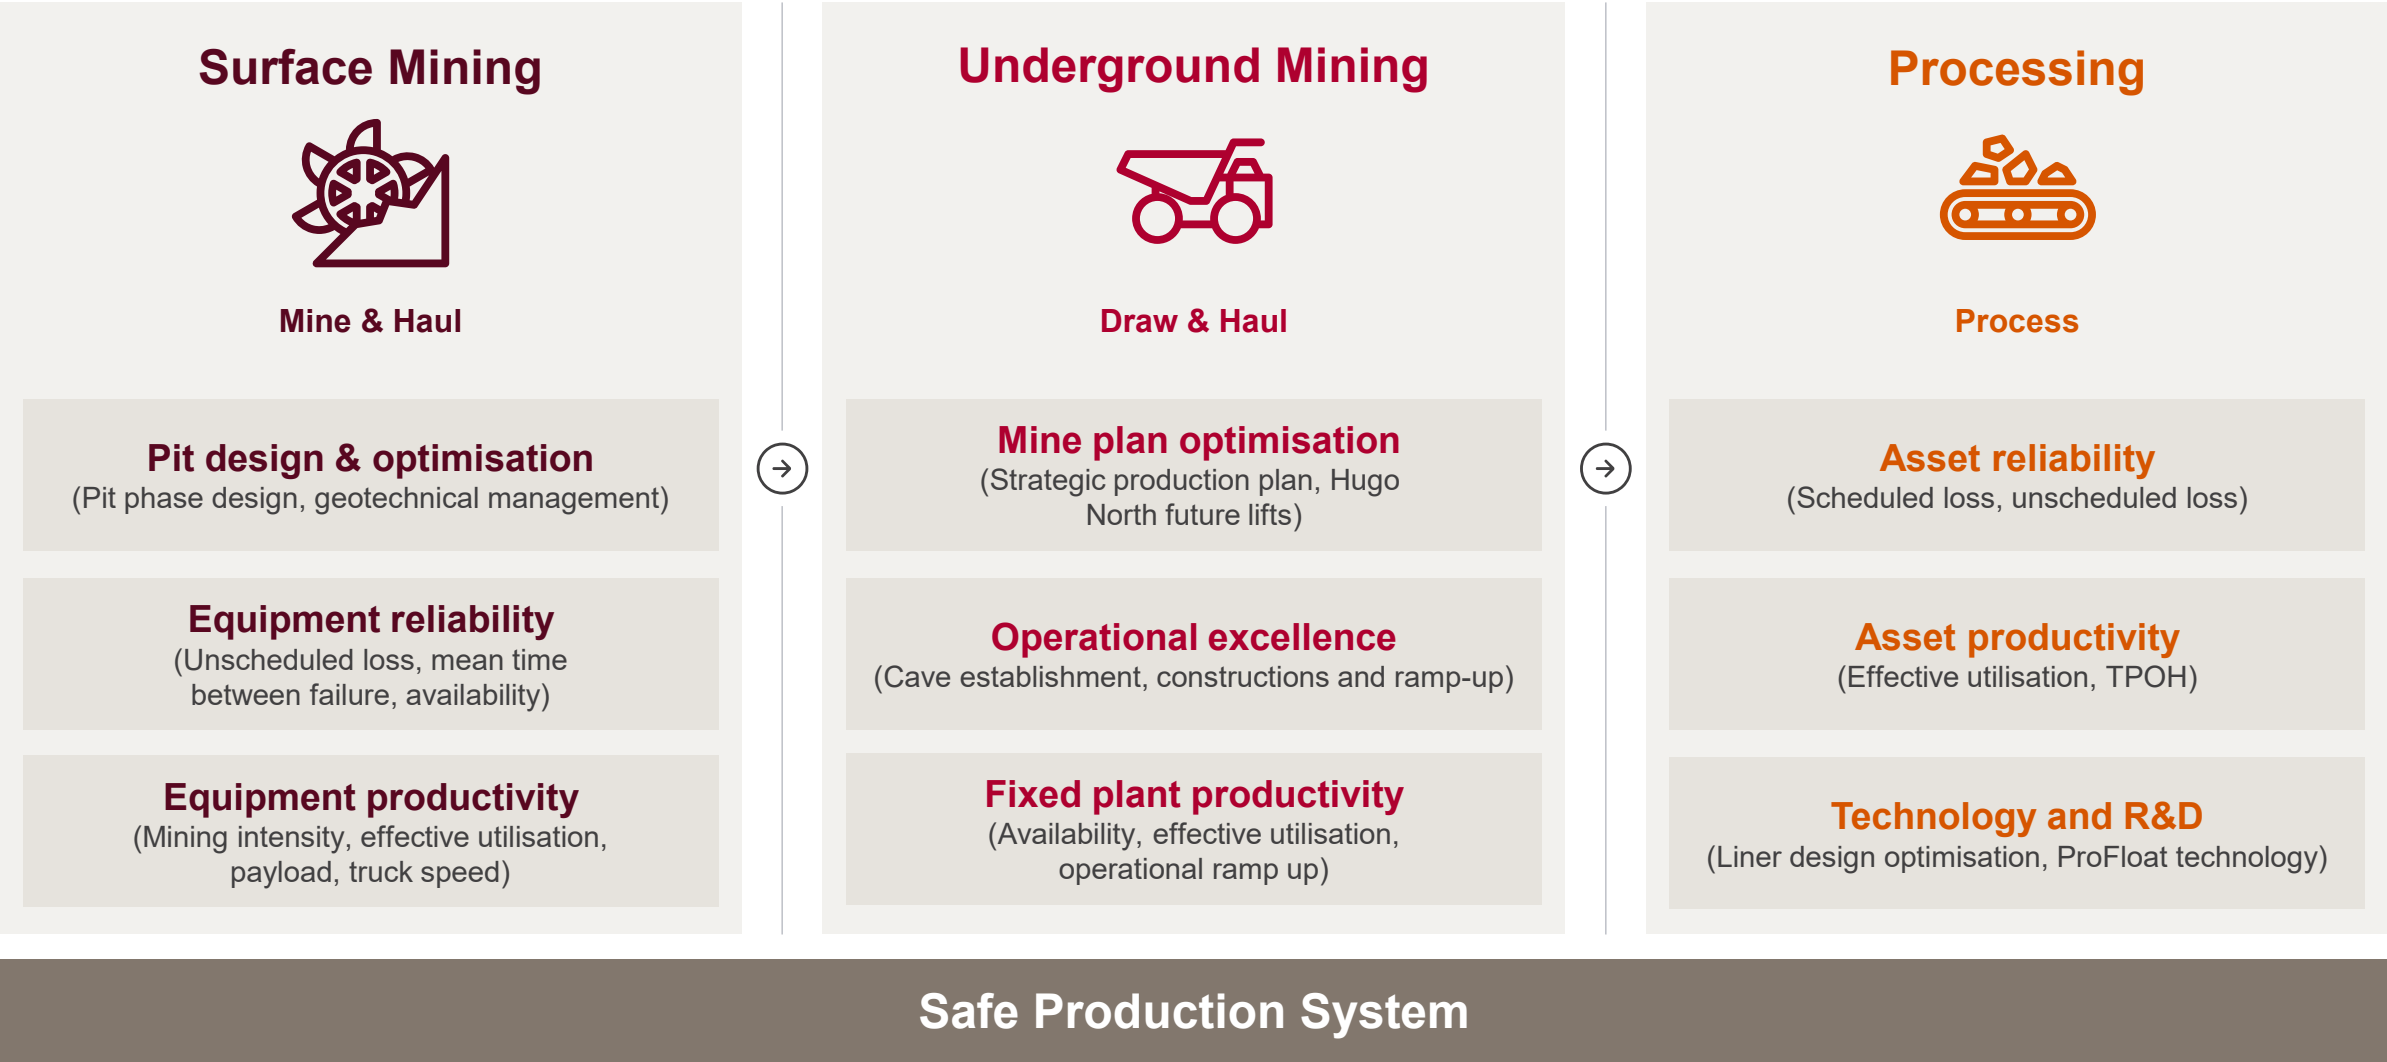 Surface Mining
Mine & Haul
Pit design & optimisation
(Pit phase design, geotechnical management)
Equipment reliability
(Unscheduled loss, mean time
between failure, availability)
Equipment productivity
(Mining intensity, effective utilisation,
payload, truck speed)
Underground Mining
Draw & Haul
Mine plan optimisation
(Strategic production plan, Hugo
North future lifts)
Operational excellence
(Cave establishment, constructions and ramp-up)
Fixed plant productivity
(Availability, effective utilisation,
operational ramp up)
Processing
Process
Asset reliability
(Scheduled loss, unscheduled loss)
Asset productivity
(Effective utilisation, TPOH)
Technology and R&D
(Liner design optimisation, ProFloat technology)
Safe Production System